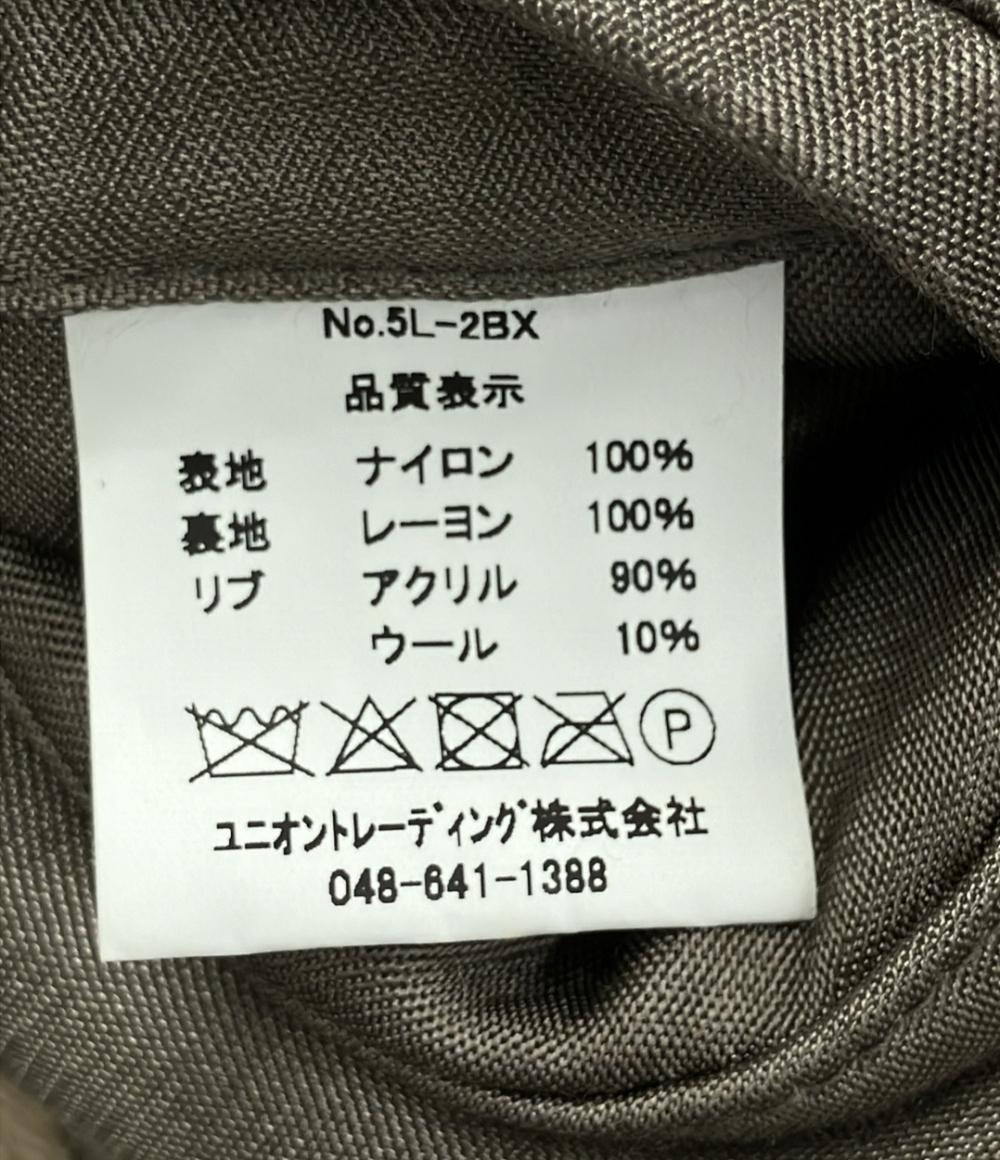 No.5L-2BX
品質表示
表地 ナイロン 100%
裏地 レーヨン 100%
リブ アクリル 90%
ウール 10%
P
ユニオントレーディング株式会社
048-641-1388